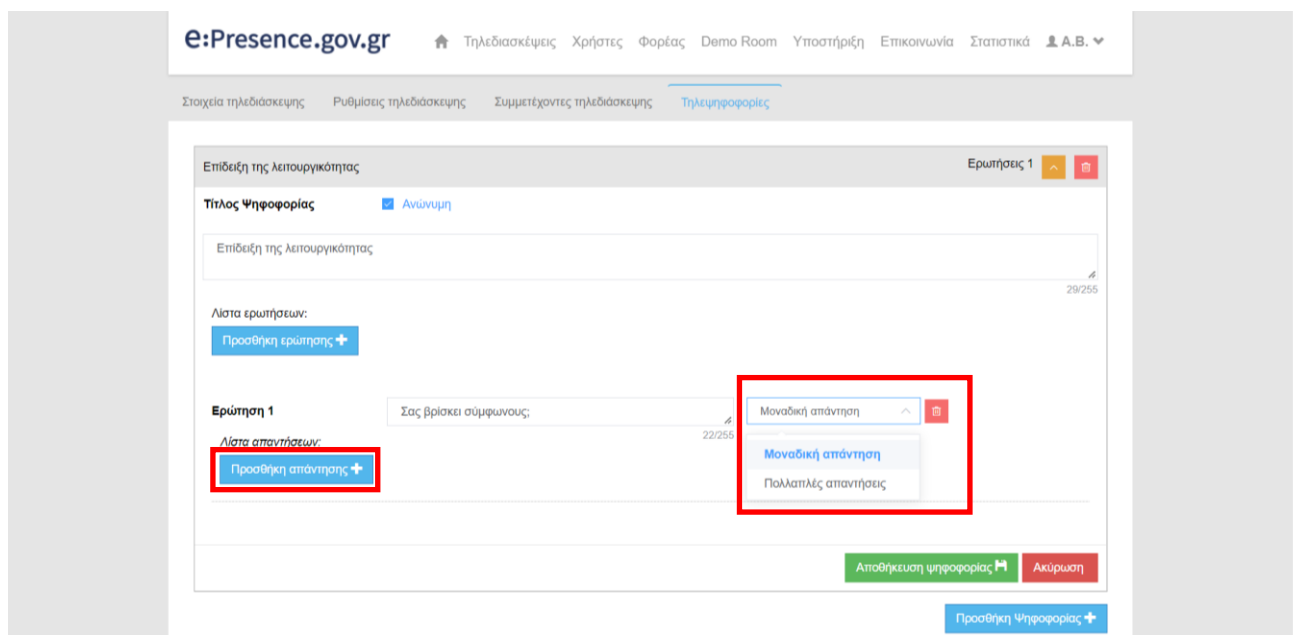 e:Presence.gov.gr Τηλεδιασκέψεις Χρήστες Φορέας Demo Room Υποστήριξη Επικοινωνία Στατιστικά Α.Β.
Στοιχεία τηλεδιάσκεψης Ρυθμίσεις τηλεδιάσκεψης Συμμετέχοντες τηλεδιάσκεψης Τηλεψηφοφορίες
Επίδειξη της λειτουργικότητας Ερωτήσεις 1
Τίτλος Ψηφοφορίας Ανώνυμη
Επίδειξη της λειτουργικότητας
29/255
Λίστα ερωτήσεων:
Προσθήκη ερώτησης
Ερώτηση 1 Σας βρίσκει σύμφωνους; Μοναδική απάντηση
22/255
Λίστα απαντήσεων:
Μοναδική απάντηση
Προσθήκη απάντησης
Πολλαπλές απαντήσεις
Αποθήκευση ψηφοφορίας Ακύρωση
Προσθήκη Ψηφοφορίας